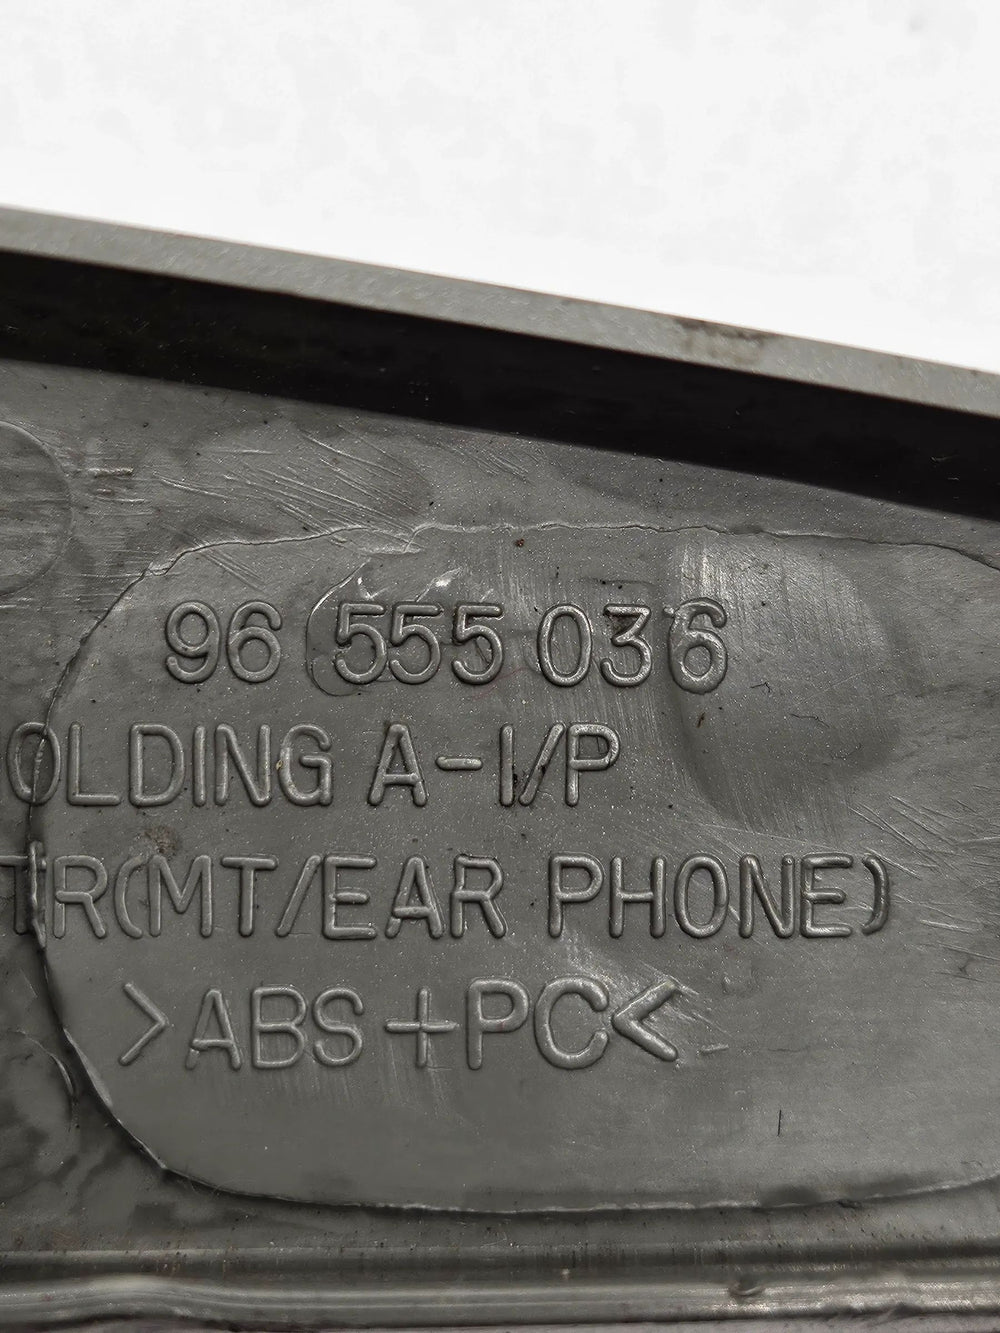 96 555 036
OLDING A-I/P
TR(MT/EAR PHONE)
>ABS+PC<